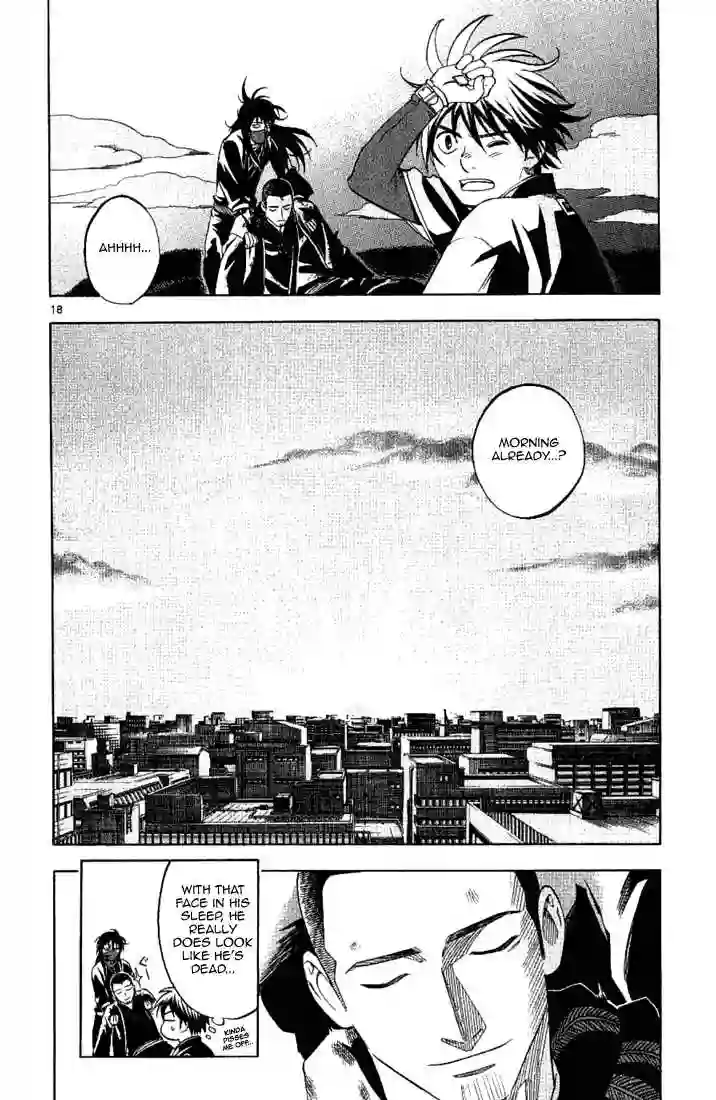 AHHHH...
18
MORNING
ALREADY...?
WITH THAT
FACE IN HIS
SLEEP, HE
REALLY
DOES LOOK
LIKE HE'S
DEAD...
KINDA
PISSES
ME OFF...